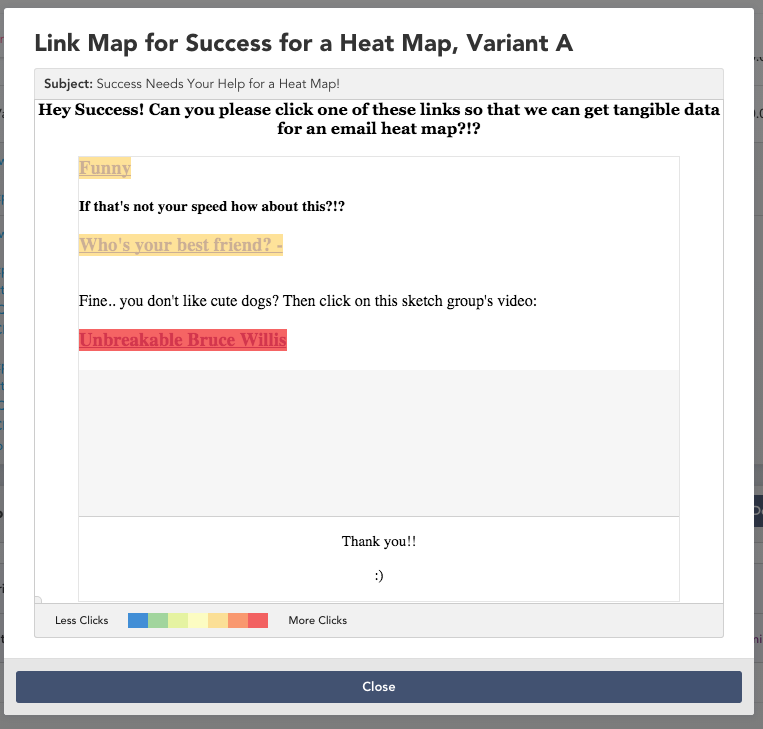 Link Map for Success for a Heat Map, Variant A
Subject: Success Needs Your Help for a Heat Map!
Hey Success! Can you please click one of these links so that we can get tangible data
for an email heat map?!?
Funny
If that's not your speed how about this?!?
Who's your best friend? -
Fine.. you don't like cute dogs? Then click on this sketch group's video:
Unbreakable Bruce Willis
Thank you!!
:)
Less Clicks
More Clicks
Close